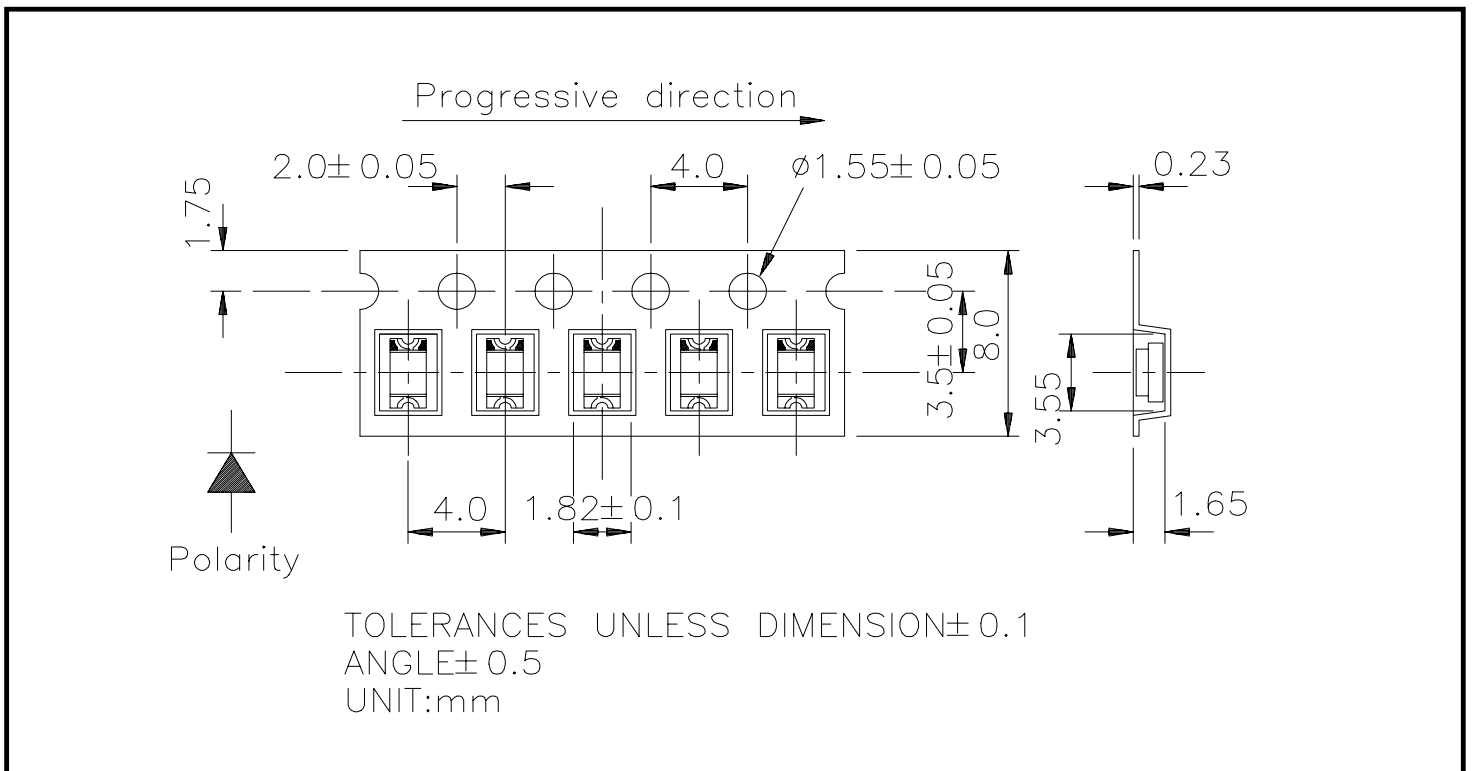 Progressive direction
2.0±0.05
4.0
ø1.55±0.05
0.23
1.75
3.5±0.05
8.0
3.55
4.0
1.82±0.1
1.65
Polarity
TOLERANCES UNLESS DIMENSION±0.1
ANGLE±0.5
UNIT:mm